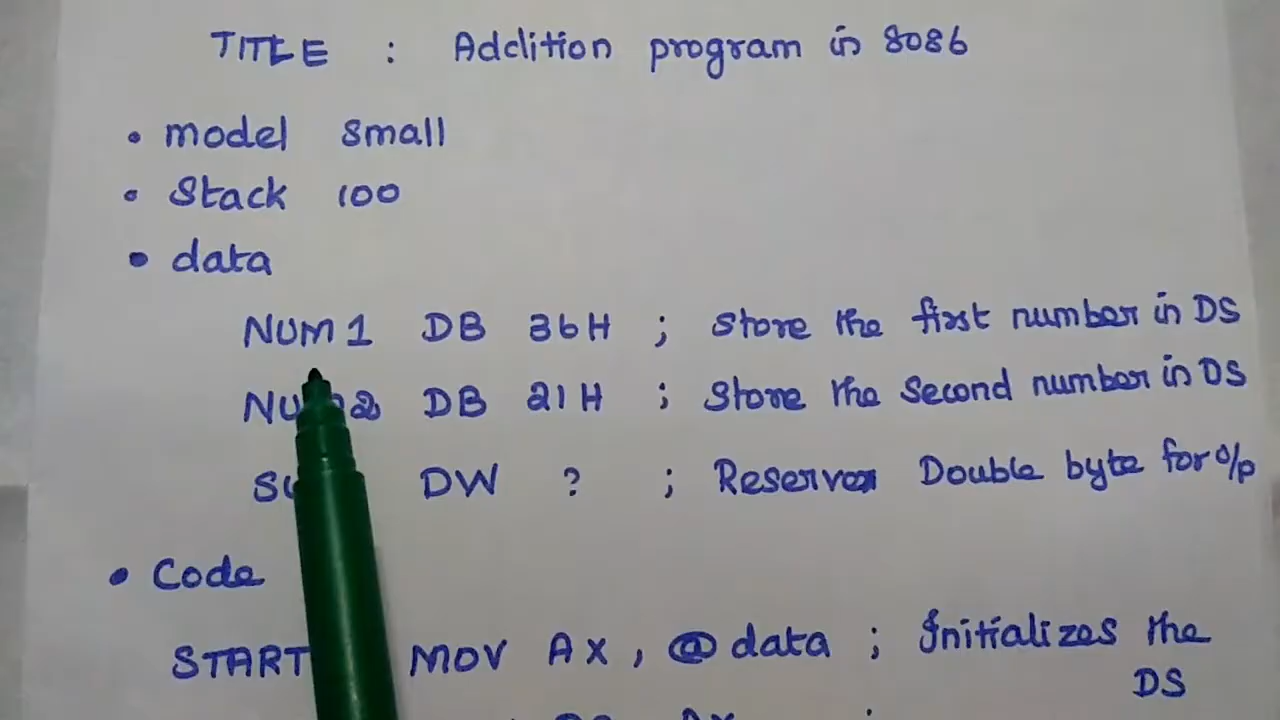 TITLE : Addition program in 8086
• model small
• Stack 100
• data
NUM1 DB 36H ; Store the first number in DS
DB 21H ; Store the Second number in DS
DW ? ; Reserves Double byte for o/p
• Code
START MOV AX, @data ; Initializes the
DS